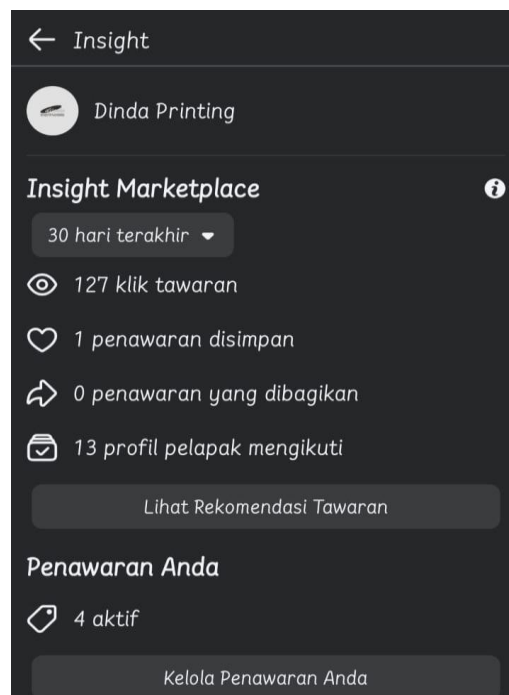 Insight
Dinda Printing
Insight Marketplace
30 hari terakhir
127 klik tawaran
1 penawaran disimpan
0 penawaran yang dibagikan
13 profil pelapak mengikuti
Lihat Rekomendasi Tawaran
Penawaran Anda
4 aktif
Kelola Penawaran Anda